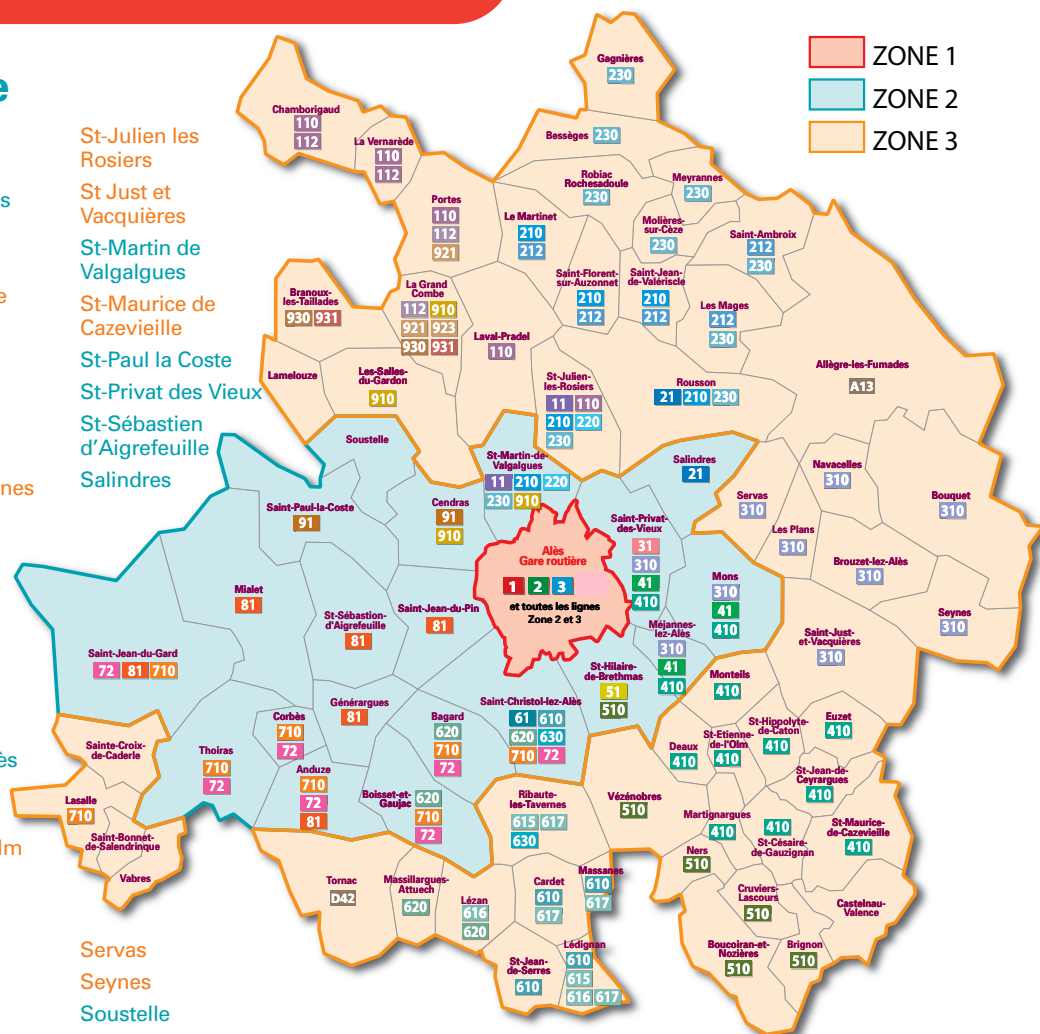 e
s
e
nes
ès
lm
St-Julien les
Rosiers
St Just et
Vacquières
St-Martin de
Valgalgues
St-Maurice de
Cazevieille
St-Paul la Coste
St-Privat des Vieux
St-Sébastien
d'Aigrefeuille
Salindres
Servas
Seynes
Soustelle
ZONE 1
ZONE 2
ZONE 3
Gagnières
230
Chamborigaud
110
112
La Vernarède
110
112
Bessèges 230
Robiac
Rochesadoule
230
Meyrannes
230
Portes
110
112
921
Le Martinet
210
212
Molières-
sur-Cèze
230
Saint-Ambroix
212
230
Saint-Florent-
sur-Auzonnet
210
212
Saint-Jean-
de-Valériscle
210
212
Les Mages
212
230
Branoux-
les-Taillades
930 931
La Grand
Combe
112 910
921 923
930 931
Laval-Pradel
110
Lamelouze
Les-Salles-
du-Gardon
910
St-Julien-
les-Rosiers
11 110
210 220
230
Rousson
21 210 230
Allègre-les-Fumades
A13
Soustelle
St-Martin-de-
Valgalgues
11 210 220
230 910
Salindres
21
Navacelles
310
Servas
310
Bouquet
310
Saint-Paul-la-Coste
91
Cendras
91
910
Saint-Privat-
des-Vieux
31
310
41
410
Les Plans
310
Brouzet-lez-Alès
310
Alès
Gare routière
1 2 3
et toutes les lignes
Zone 2 et 3
Mons
310
41
410
Mialet
81
St-Sébastien-
d'Aigrefeuille
81
Saint-Jean-du-Pin
81
Seynes
310
Méjannes-
lez-Alès
310
41
410
Saint-Just-
et-Vacquières
310
Saint-Jean-du-Gard
72 81 710
St-Hilaire-
de-Brethmas
51
510
Monteils
410
Générargues
81
Saint-Christol-lez-Alès
61 610
620 630
710 72
Corbès
710
72
Bagard
620
710
72
St-Hippolyte-
de-Caton
410
Euzet
410
St-Etienne-
de-l'Olm
410
Deaux
410
Sainte-Croix-
de-Caderle
Thoiras
710
72
Anduze
710
72
81
St-Jean-de-
Ceyrargues
410
Boisset-et-
Gaujac
620
710
72
Ribaute-
les-Tavernes
615 617
630
Vézénobres
510
Lasalle
710
Martignargues
410
410
St-Césaire-
de-Gauzignan
St-Maurice-
de-Cazevieille
410
Saint-Bonnet-
de-Salendrinque
Ners
510
Vabres
Tornac
D42
Massillargues-
Attuech
620
Lézan
616
620
Cardet
610
617
Massanes
610
617
Cruviers-
Lascours
510
Castelnau-
Valence
St-Jean-
de-Serres
610
Lédignan
610
615
616 617
Boucoiran-et-
Nozières
510
Brignon
510